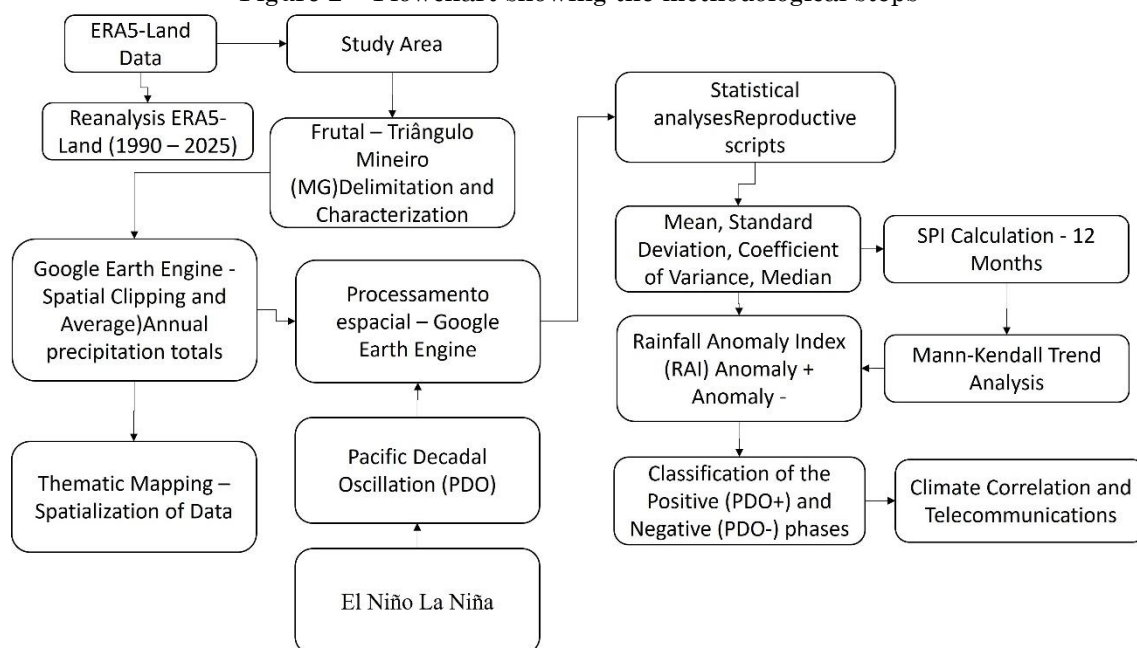 Figure 2 – Flowchart showing the methodological steps
ERA5-Land
Data
Study Area
Reanalysis ERA5-
Land (1990 – 2025)
Frutal – Triângulo
Mineiro
(MG)Delimitation and
Characterization
Google Earth Engine -
Spatial Clipping and
Average)Annual
precipitation totals
Processamento
espacial – Google
Earth Engine
Thematic Mapping –
Spatialization of Data
Pacific Decadal
Oscillation (PDO)
El Niño La Niña
Statistical
analysesReproductive
scripts
Mean, Standard
Deviation, Coefficient
of Variance, Median
SPI Calculation - 12
Months
Rainfall Anomaly Index
(RAI) Anomaly +
Anomaly -
Mann-Kendall Trend
Analysis
Classification of the
Positive (PDO+) and
Negative (PDO-) phases
Climate Correlation and
Telecommunications